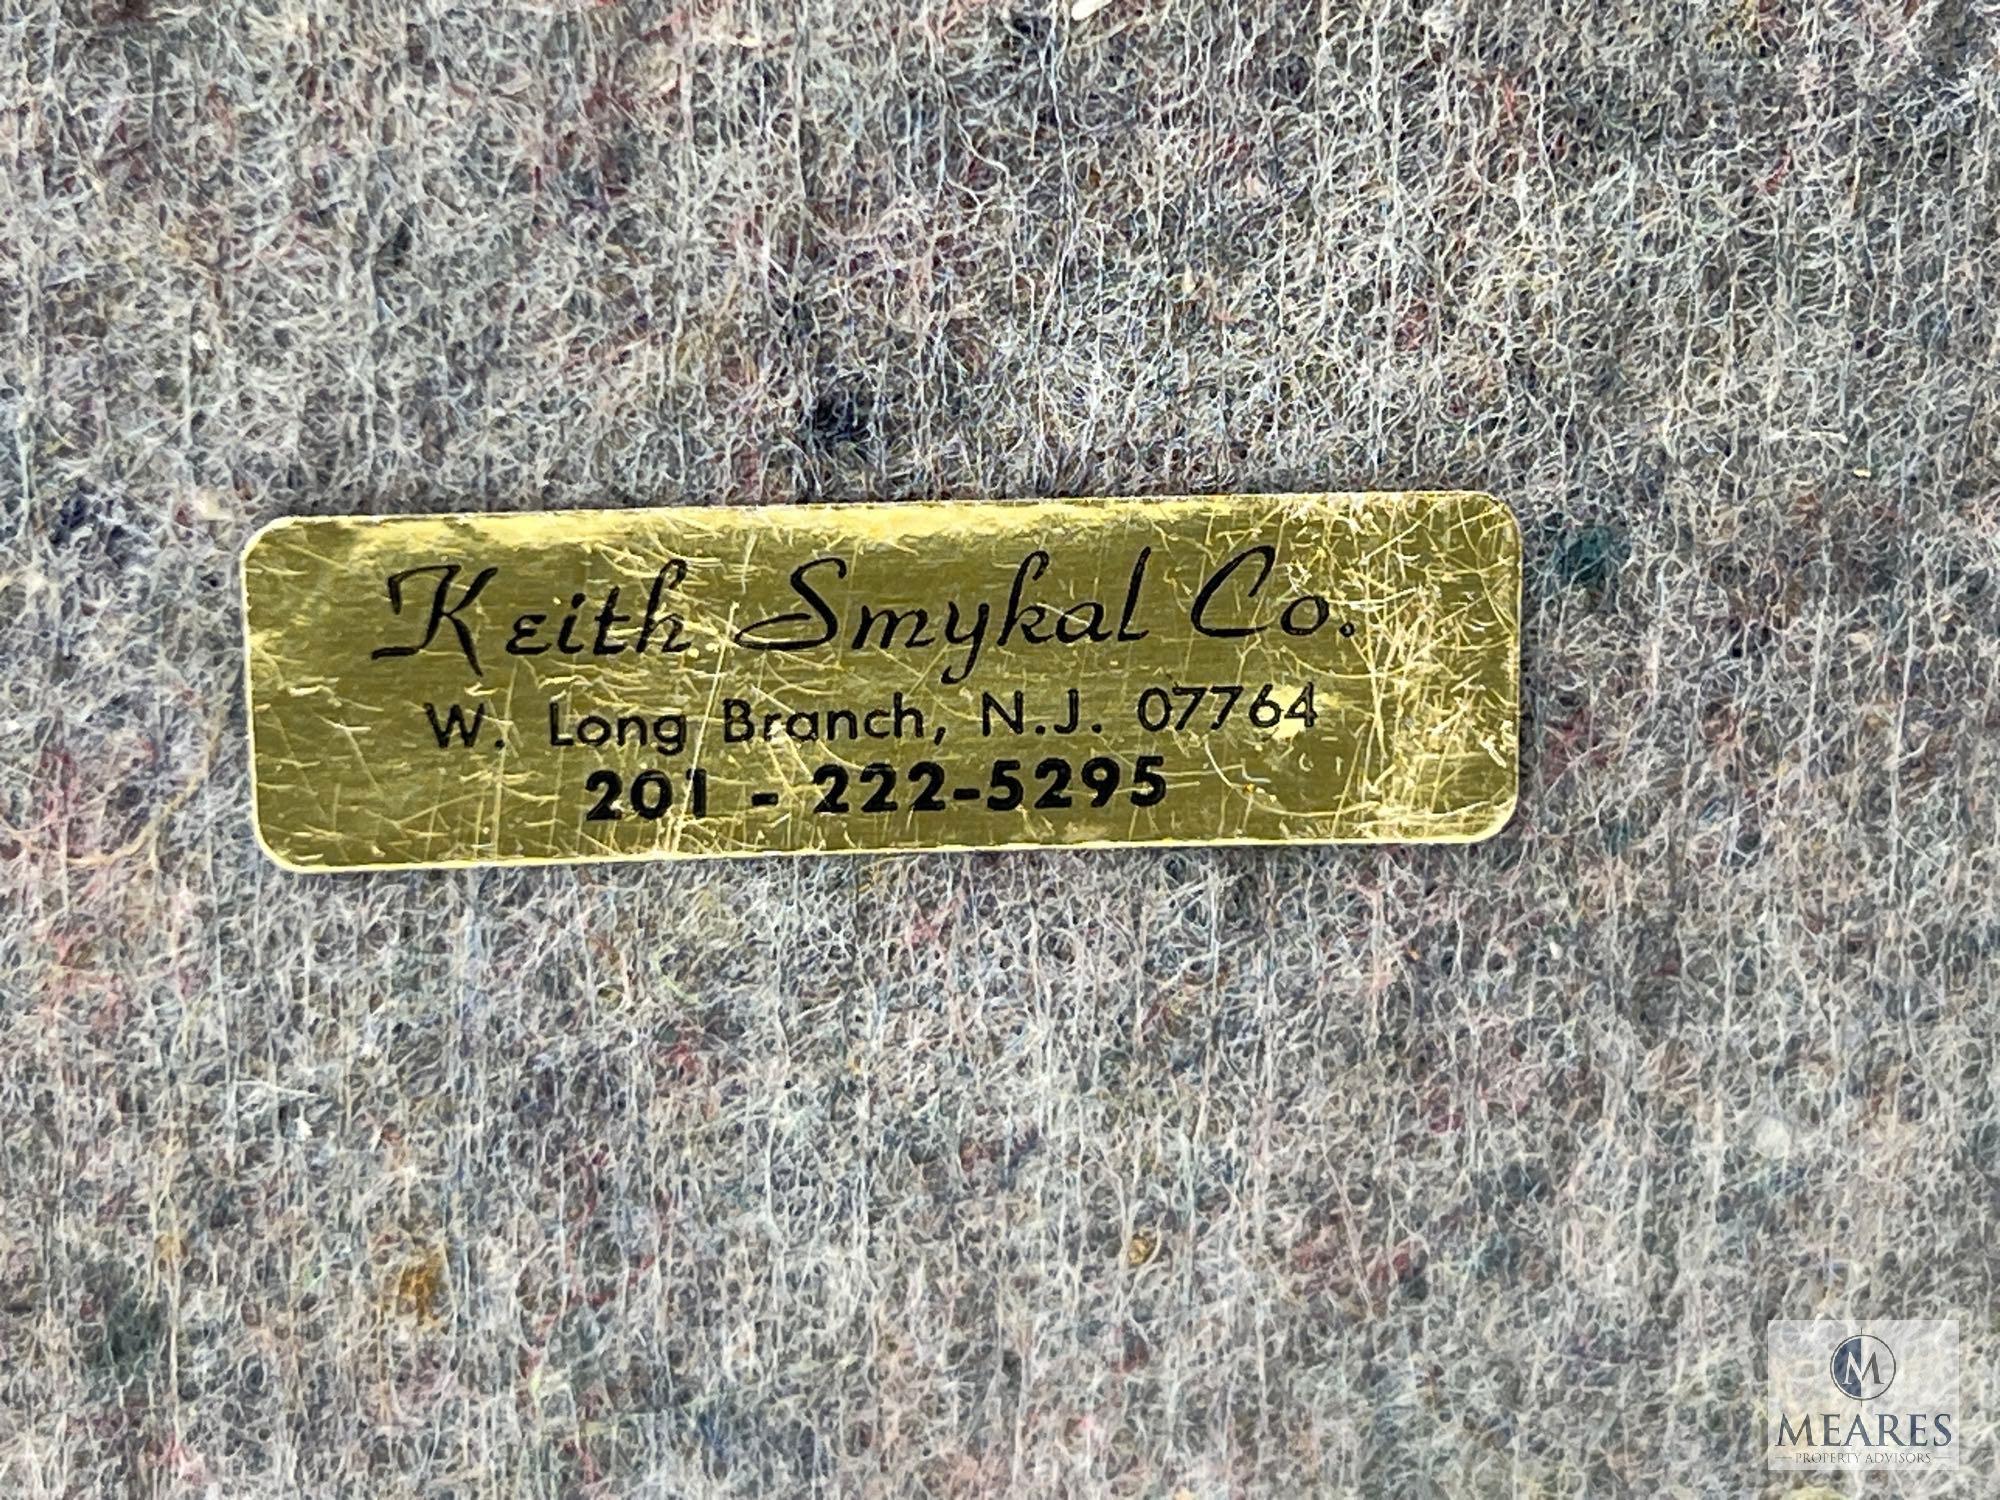 Keith Smykal Co.
W. Long Branch, N.J. 07764
201 - 222-5295
M
MEARES
PROPERTY ADVISORS